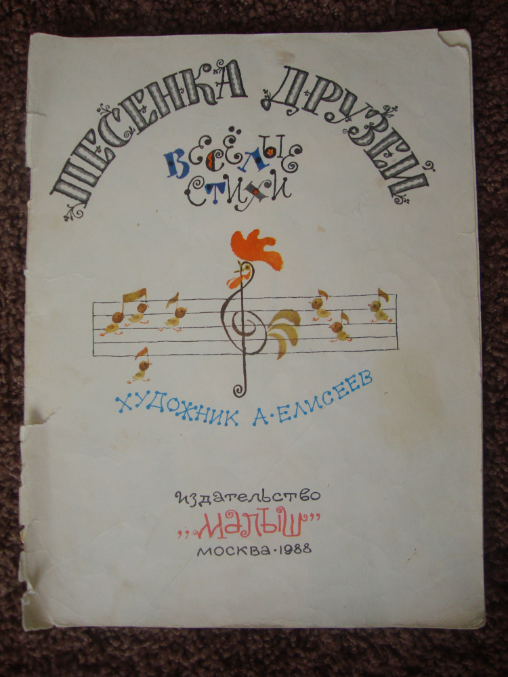 ПЕСЕНКА ДРУЗЕЙ
ВЕСЁЛЫЕ
СТИХИ
ХУДОЖНИК А·ЕЛИСЕЕВ
ИЗДАТЕЛЬСТВО
„МАЛЫШ”
МОСКВА·1988